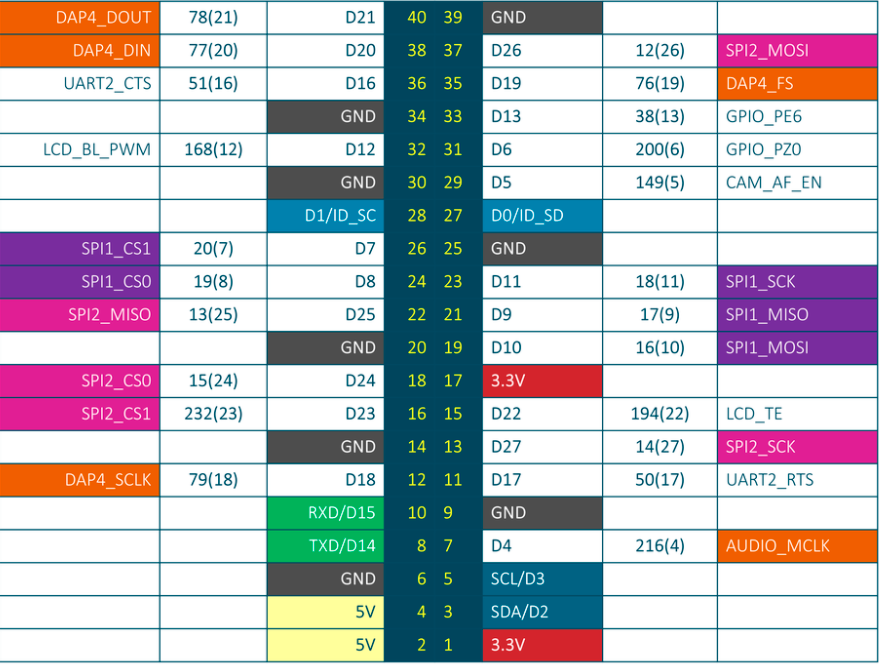 DAP4_DOUT 78(21) D21 40 39 GND
DAP4_DIN 77(20) D20 38 37 D26 12(26) SPI2_MOSI
UART2_CTS 51(16) D16 36 35 D19 76(19) DAP4_FS
GND 34 33 D13 38(13) GPIO_PE6
LCD_BL_PWM 168(12) D12 32 31 D6 200(6) GPIO_PZ0
GND 30 29 D5 149(5) CAM_AF_EN
D1/ID_SC 28 27 D0/ID_SD
SPI1_CS1 20(7) D7 26 25 GND
SPI1_CS0 19(8) D8 24 23 D11 18(11) SPI1_SCK
SPI2_MISO 13(25) D25 22 21 D9 17(9) SPI1_MISO
GND 20 19 D10 16(10) SPI1_MOSI
SPI2_CS0 15(24) D24 18 17 3.3V
SPI2_CS1 232(23) D23 16 15 D22 194(22) LCD_TE
GND 14 13 D27 14(27) SPI2_SCK
DAP4_SCLK 79(18) D18 12 11 D17 50(17) UART2_RTS
RXD/D15 10 9 GND
TXD/D14 8 7 D4 216(4) AUDIO_MCLK
GND 6 5 SCL/D3
5V 4 3 SDA/D2
5V 2 1 3.3V